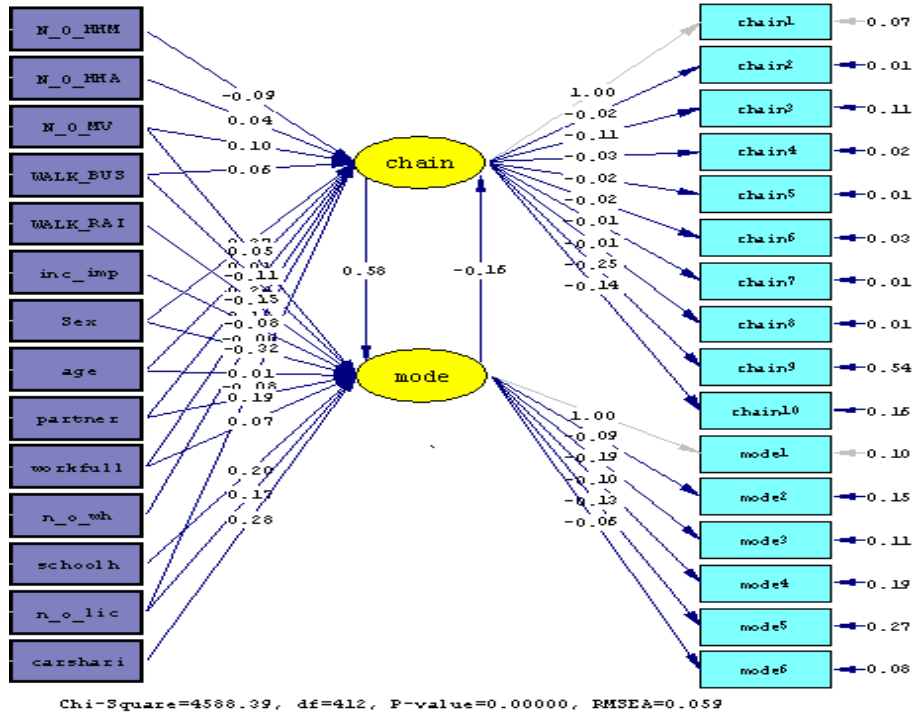 N_O_HHM
N_O_HHA
N_O_MV
WALK_BUS
WALK_RAI
inc_imp
Sex
age
partner
workfull
n_o_wh
schoolh
n_o_lic
carshari
-0.09
0.04
0.10
0.06
0.05
-0.11
-0.08
-0.32
0.01
-0.08
0.19
0.07
0.20
0.28
chain
0.58
-0.16
mode
1.00
-0.02
-0.11
-0.03
-0.02
-0.02
-0.01
-0.01
-0.25
-0.14
1.00
-0.09
-0.19
-0.10
-0.13
-0.06
chain1 0.07
chain2 0.01
chain3 0.11
chain4 0.02
chain5 0.01
chain6 0.03
chain7 0.01
chain8 0.01
chain9 0.54
chain10 0.16
mode1 0.10
mode2 0.15
mode3 0.11
mode4 0.19
mode5 0.27
mode6 0.08
Chi-Square=4588.39, df=412, P-value=0.00000, RMSEA=0.059